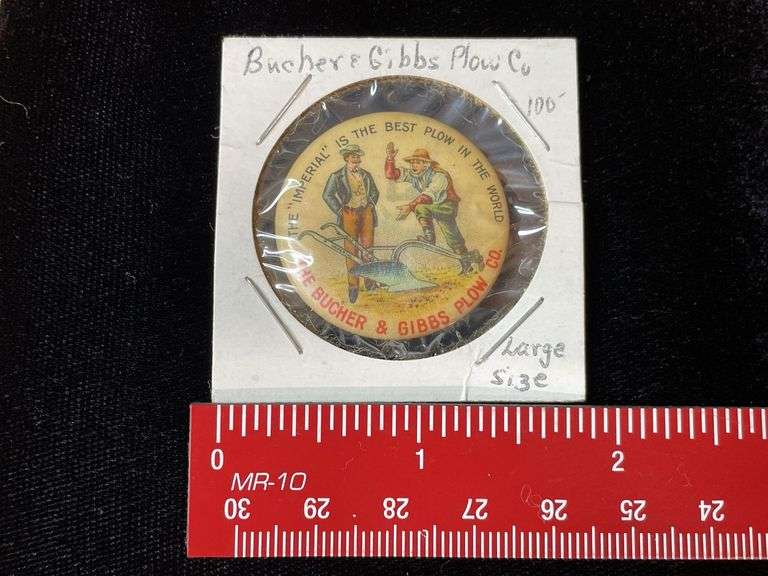 Bucher & Gibbs Plow Co
100-
THE "IMPERIAL" IS THE BEST PLOW IN THE WORLD
THE BUCHER & GIBBS PLOW CO.
Large
Size
0 1 2
MR-10
30 29 28 27 26 25 24